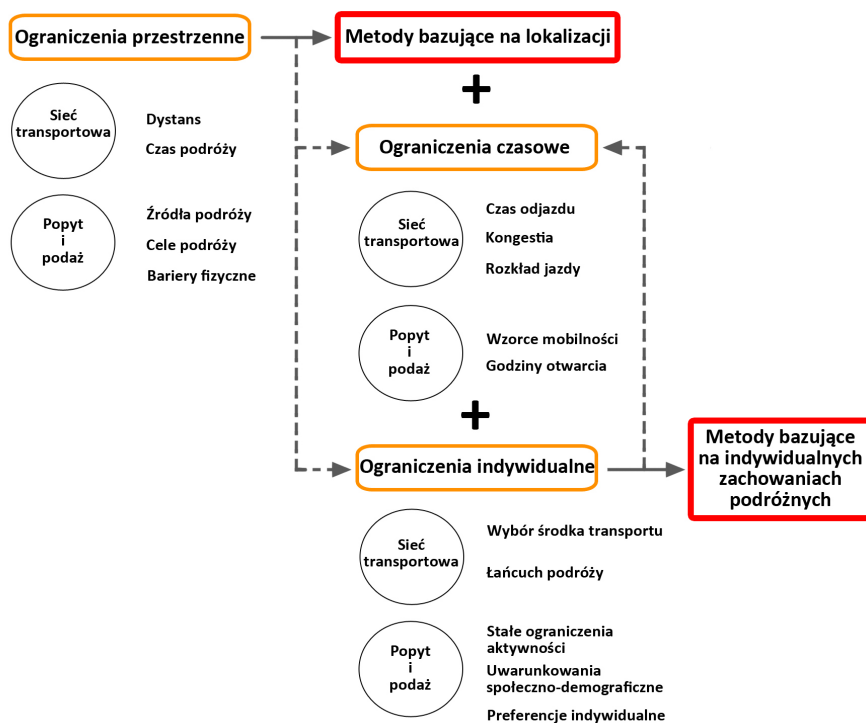 Ograniczenia przestrzenne
Metody bazujące na lokalizacji
Sieć
transportowa
Dystans
Czas podróży
Popyt
i
podaż
Źródła podróży
Cele podróży
Bariery fizyczne
+
Ograniczenia czasowe
Sieć
transportowa
Czas odjazdu
Kongestia
Rozkład jazdy
Popyt
i
podaż
Wzorce mobilności
Godziny otwarcia
+
Ograniczenia indywidualne
Metody bazujące
na indywidualnych
zachowaniach
podróżnych
Sieć
transportowa
Wybór środka transportu
Łańcuch podróży
Popyt
i
podaż
Stałe ograniczenia
aktywności
Uwarunkowania
społeczno-demograficzne
Preferencje indywidualne